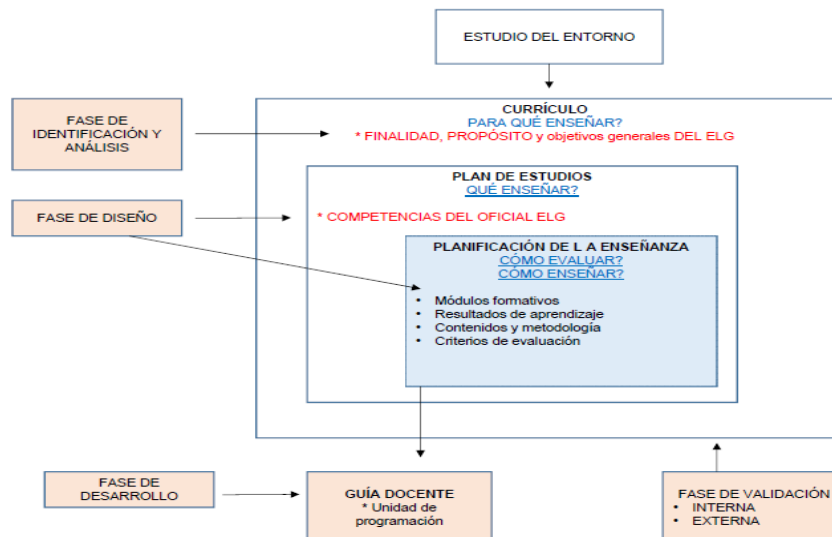 ESTUDIO DEL ENTORNO
FASE DE
IDENTIFICACIÓN Y
ANÁLISIS
CURRÍCULO
PARA QUÉ ENSEÑAR?
* FINALIDAD, PROPÓSITO y objetivos generales DEL ELG
PLAN DE ESTUDIOS
QUÉ ENSEÑAR?
FASE DE DISEÑO
* COMPETENCIAS DEL OFICIAL ELG
PLANIFICACIÓN DE L A ENSEÑANZA
CÓMO EVALUAR?
CÓMO ENSEÑAR?
• Módulos formativos
• Resultados de aprendizaje
• Contenidos y metodología
• Criterios de evaluación
FASE DE
DESARROLLO
GUÍA DOCENTE
* Unidad de
programación
FASE DE VALIDACIÓN
• INTERNA
• EXTERNA